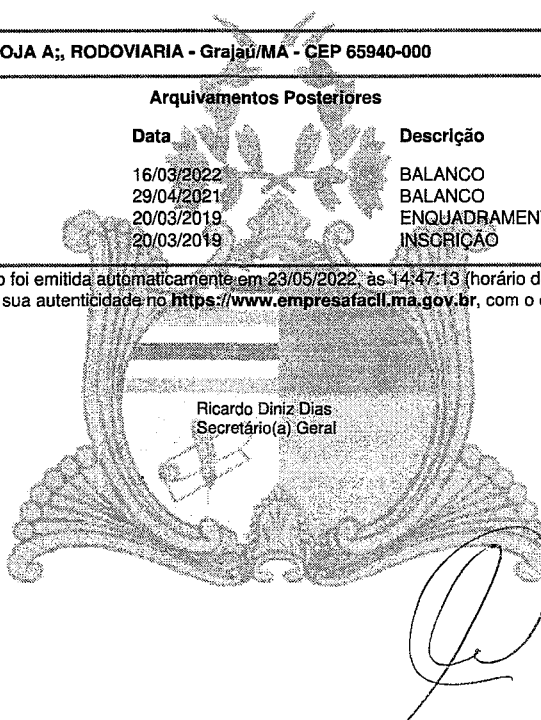 OJA A;, RODOVIARIA - Grajaú/MA - CEP 65940-000
Arquivamentos Posteriores
Data Descrição
16/03/2022 BALANCO
29/04/2021 BALANCO
20/03/2019 ENQUADRAMENT
20/03/2019 INSCRIÇÃO
o foi emitida automaticamente em 23/05/2022, às 14:47:13 (horário d
sua autenticidade no https://www.empresafacil.ma.gov.br, com o
Ricardo Diniz Dias
Secretário(a) Geral